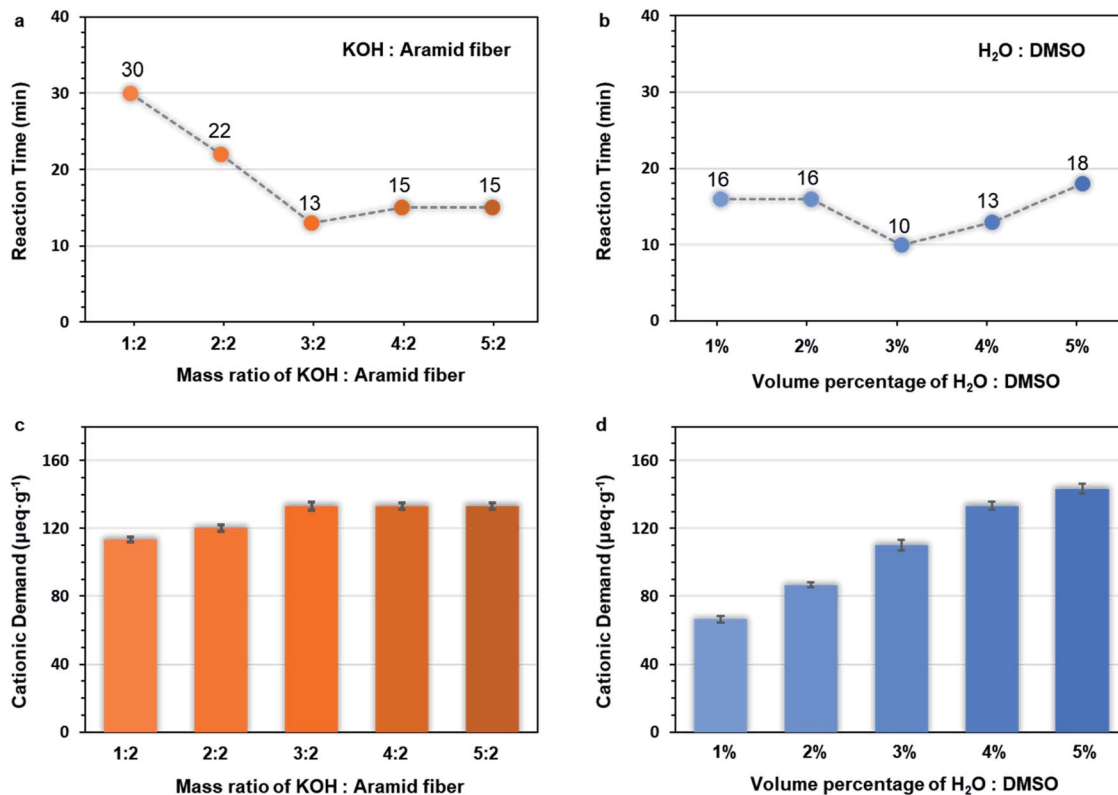 a
40
30
20
10
0
Reaction Time (min)
KOH : Aramid fiber
30
22
13
15
15
1:2 2:2 3:2 4:2 5:2
Mass ratio of KOH : Aramid fiber
b
40
30
20
10
0
Reaction Time (min)
H₂O : DMSO
16
16
10
13
18
1% 2% 3% 4% 5%
Volume percentage of H₂O : DMSO
c
160
120
80
40
0
Cationic Demand (µeq·g⁻¹)
1:2 2:2 3:2 4:2 5:2
Mass ratio of KOH : Aramid fiber
d
160
120
80
40
0
Cationic Demand (µeq·g⁻¹)
1% 2% 3% 4% 5%
Volume percentage of H₂O : DMSO